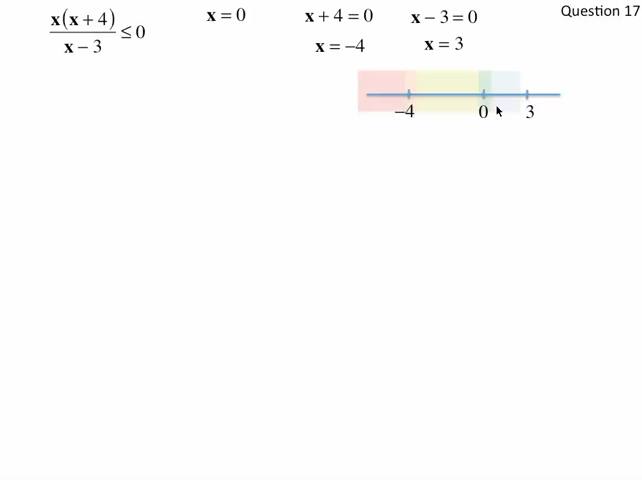 x(x + 4)/(x − 3) ≤ 0
x = 0
x + 4 = 0
x = −4
x − 3 = 0
x = 3
Question 17
−4 0 3